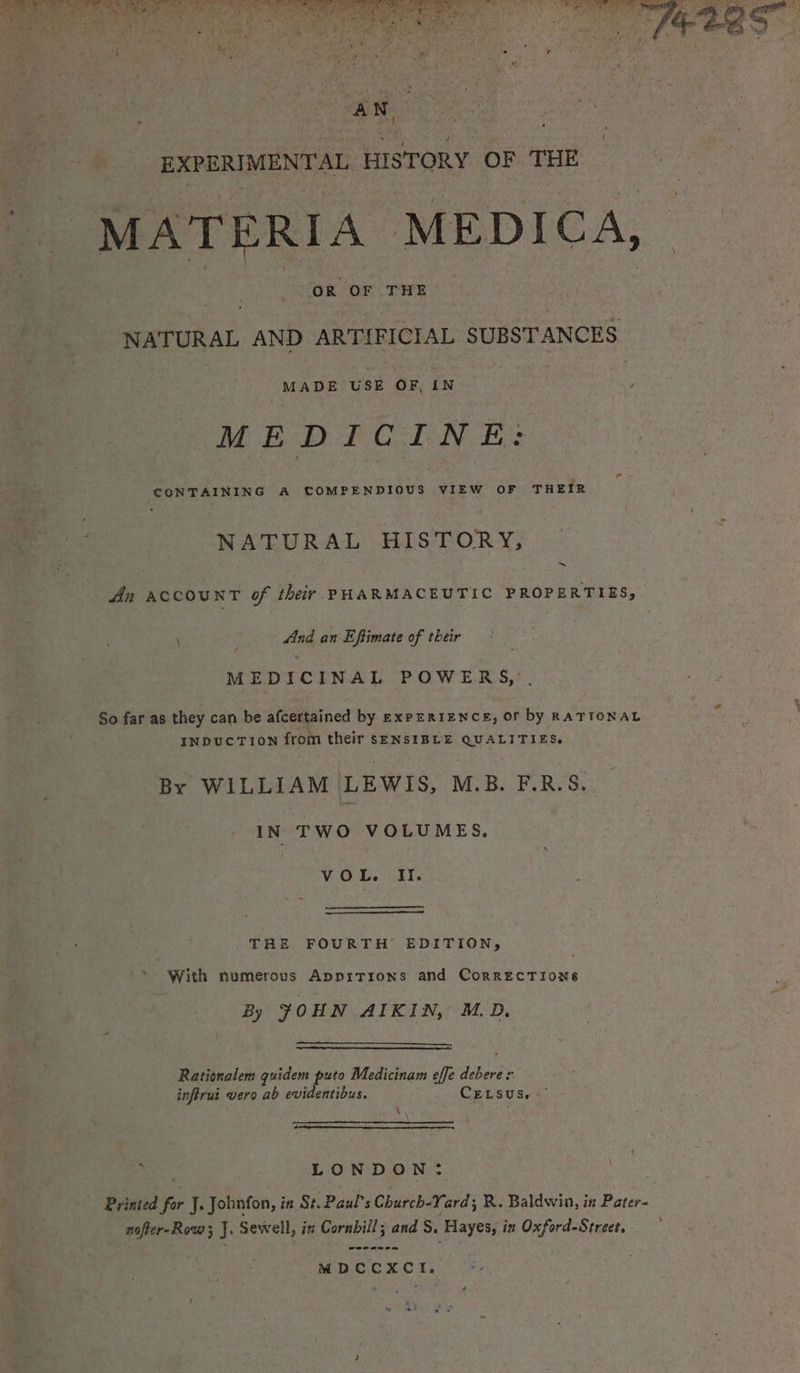 74285
AN
EXPERIMENTAL HISTORY OF THE
MATERIA MEDICA,
OR OF THE
NATURAL AND ARTIFICIAL SUBSTANCES
MADE USE OF, IN
MEDICINE:
CONTAINING A COMPENDIOUS VIEW OF THEIR
NATURAL HISTORY,
An ACCOUNT of their PHARMACEUTIC PROPERTIES,
And an Eſtimate of their
MEDICINAL POWERS,
So far as they can be aſcertained by EXPERIENCE, or by RATIONAL
INDUCTION from their SENSIBLE QUALITIES.
By WILLIAM LEWIS, M.B. F.R.S.
IN TWO VOLUMES.
VOL. II.
THE FOURTH EDITION,
With numerous ADDITIONS and CORRECTIONS
By JOHN AIKIN, M.D.
Rationalem quidem puto Medicinam eſſe debere:
inſtrui vero ab evidentibus. CELSUS.
LONDON:
Printed for J. Johnſon, in St. Paul's Church-Yard; R. Baldwin, in Pater-
noſter-Row; J. Sewell, in Cornhill; and S. Hayes, in Oxford-Street.
MDCCXCI.